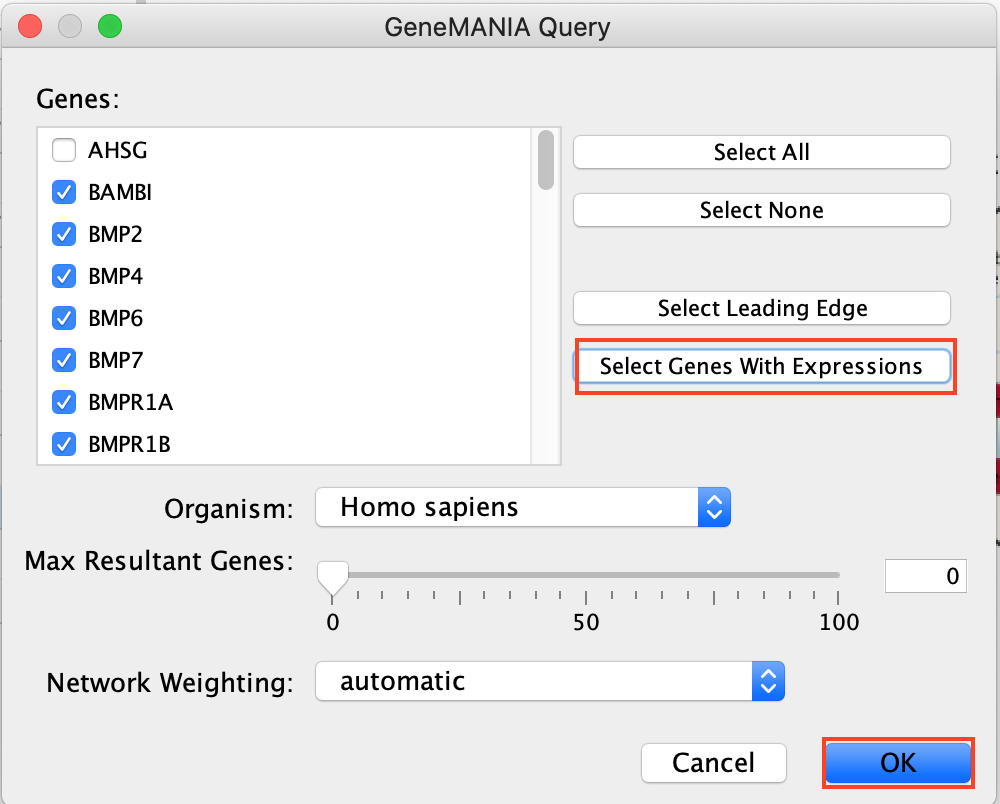 GeneMANIA Query
Genes:
AHSG
BAMBI
BMP2
BMP4
BMP6
BMP7
BMPR1A
BMPR1B
Select All
Select None
Select Leading Edge
Select Genes With Expressions
Organism: Homo sapiens
Max Resultant Genes: 0
0 50 100
Network Weighting: automatic
Cancel OK